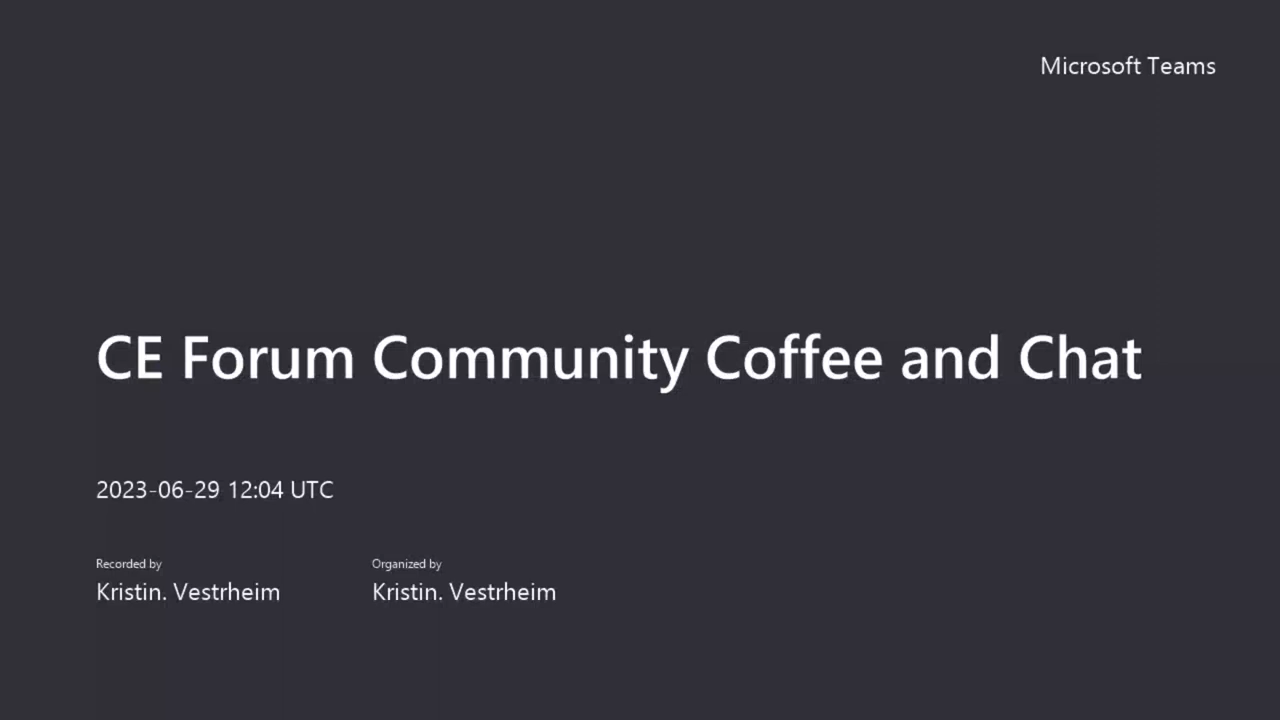 Microsoft Teams
CE Forum Community Coffee and Chat
2023-06-29 12:04 UTC
Recorded by
Organized by
Kristin. Vestrheim
Kristin. Vestrheim